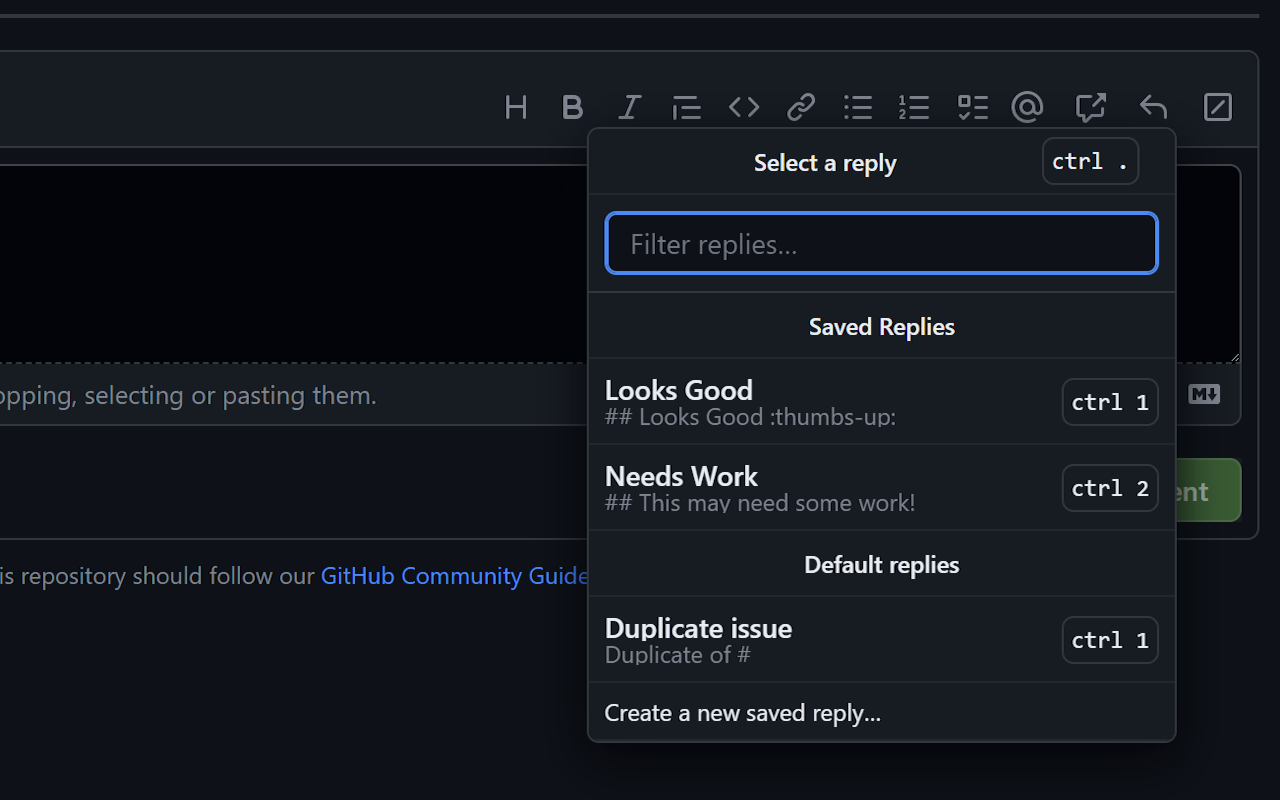 Select a reply
ctrl .
Filter replies...
Saved Replies
Looks Good
ctrl 1
## Looks Good :thumbs-up:
opping, selecting or pasting them.
Needs Work
ctrl 2
## This may need some work!
Default replies
is repository should follow our GitHub Community Guide
Duplicate issue
ctrl 1
Duplicate of #
Create a new saved reply...